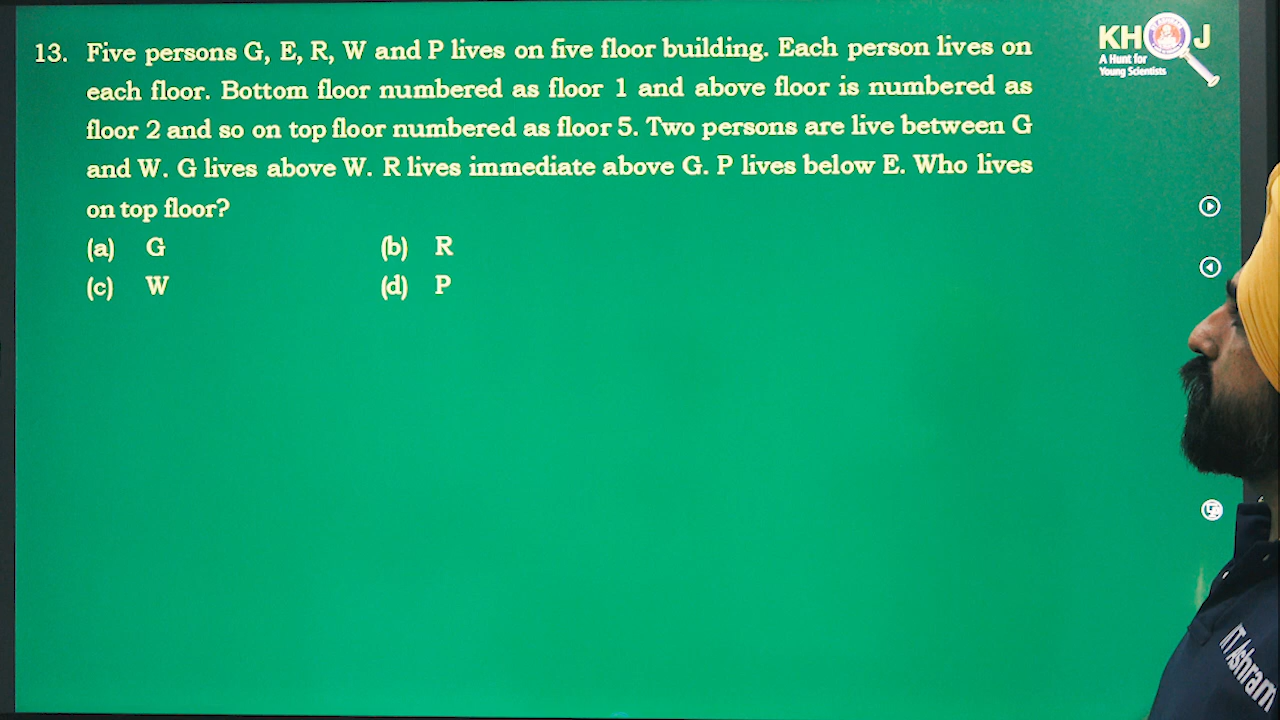 13. Five persons G, E, R, W and P lives on five floor building. Each person lives on
each floor. Bottom floor numbered as floor 1 and above floor is numbered as
floor 2 and so on top floor numbered as floor 5. Two persons are live between G
and W. G lives above W. R lives immediate above G. P lives below E. Who lives
on top floor?
(a) G (b) R
(c) W (d) P
KH J
A Hunt for
Young Scientists
IT Ashram